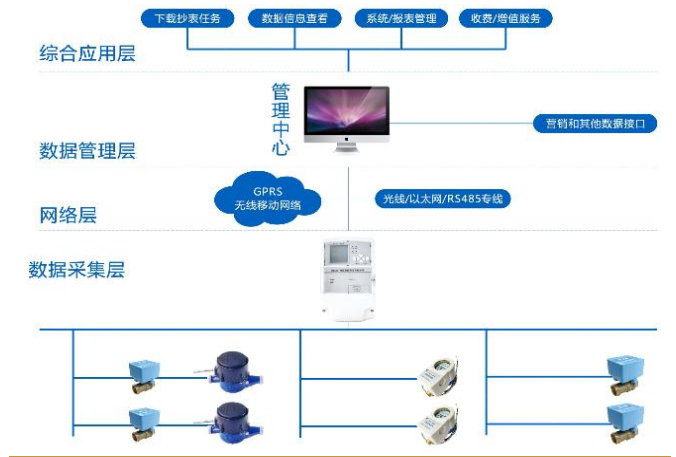 下载抄表任务
数据信息查看
系统/报表管理
收费/增值服务
综合应用层
管理中心
营销和其他数据接口
数据管理层
GPRS
无线移动网络
光线/以太网/RS485专线
网络层
数据采集层